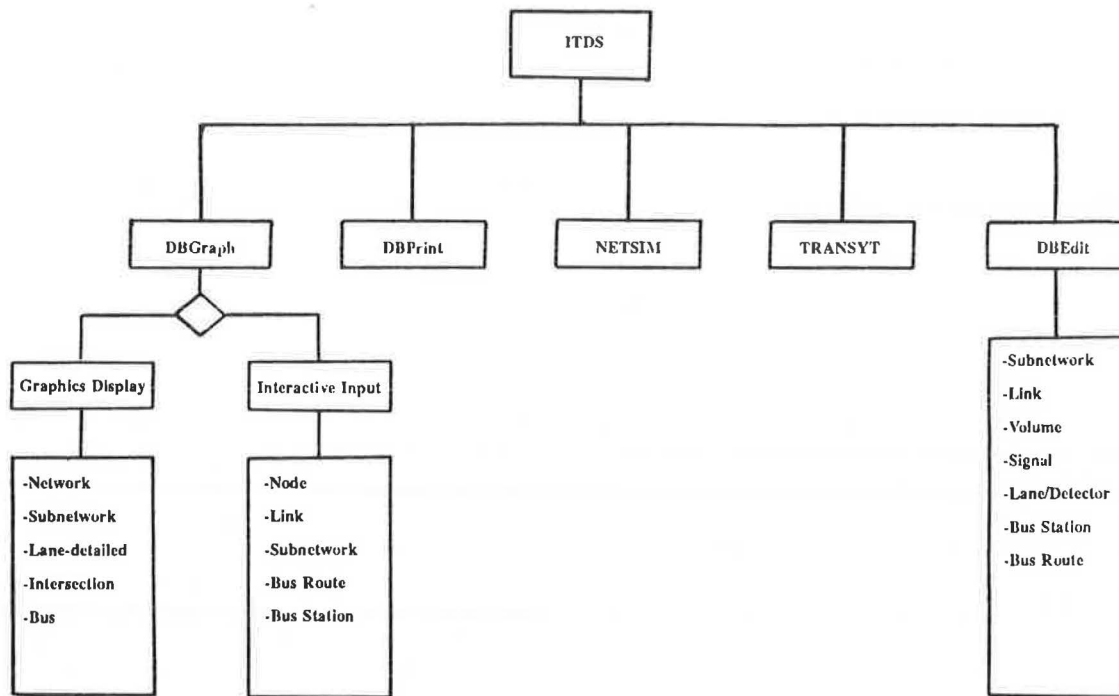 ITDS
DBGraph
DBPrint
NETSIM
TRANSYT
DBEdit
Graphics Display
Interactive Input
-Network
-Subnetwork
-Lane-detailed
-Intersection
-Bus
-Node
-Link
-Subnetwork
-Bus Route
-Bus Station
-Subnetwork
-Link
-Volume
-Signal
-Lane/Detector
-Bus Station
-Bus Route